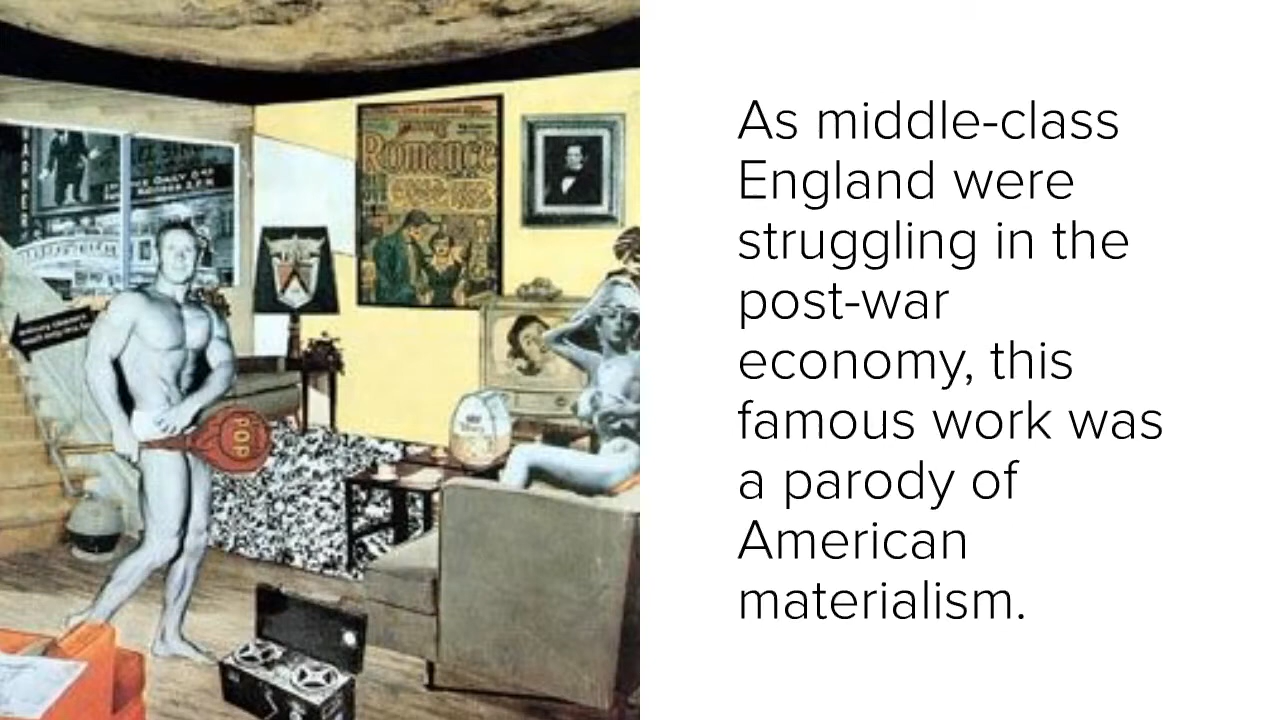 Young
Romance
POP
As middle-class
England were
struggling in the
post-war
economy, this
famous work was
a parody of
American
materialism.